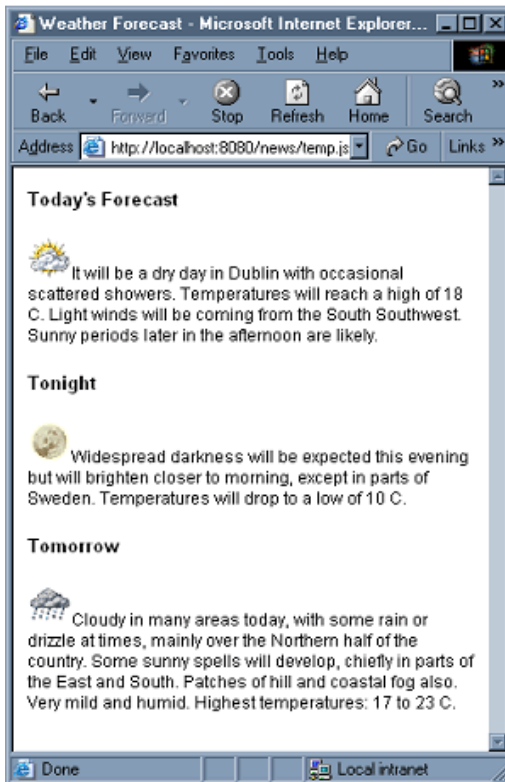 Weather Forecast - Microsoft Internet Explorer...
File Edit View Favorites Tools Help
Back Forward Stop Refresh Home Search »
Address http://localhost:8080/news/temp.js Go Links »
Today's Forecast
It will be a dry day in Dublin with occasional
scattered showers. Temperatures will reach a high of 18
C. Light winds will be coming from the South Southwest.
Sunny periods later in the afternoon are likely.
Tonight
Widespread darkness will be expected this evening
but will brighten closer to morning, except in parts of
Sweden. Temperatures will drop to a low of 10 C.
Tomorrow
Cloudy in many areas today, with some rain or
drizzle at times, mainly over the Northern half of the
country. Some sunny spells will develop, chiefly in parts of
the East and South. Patches of hill and coastal fog also.
Very mild and humid. Highest temperatures: 17 to 23 C.
Done Local intranet